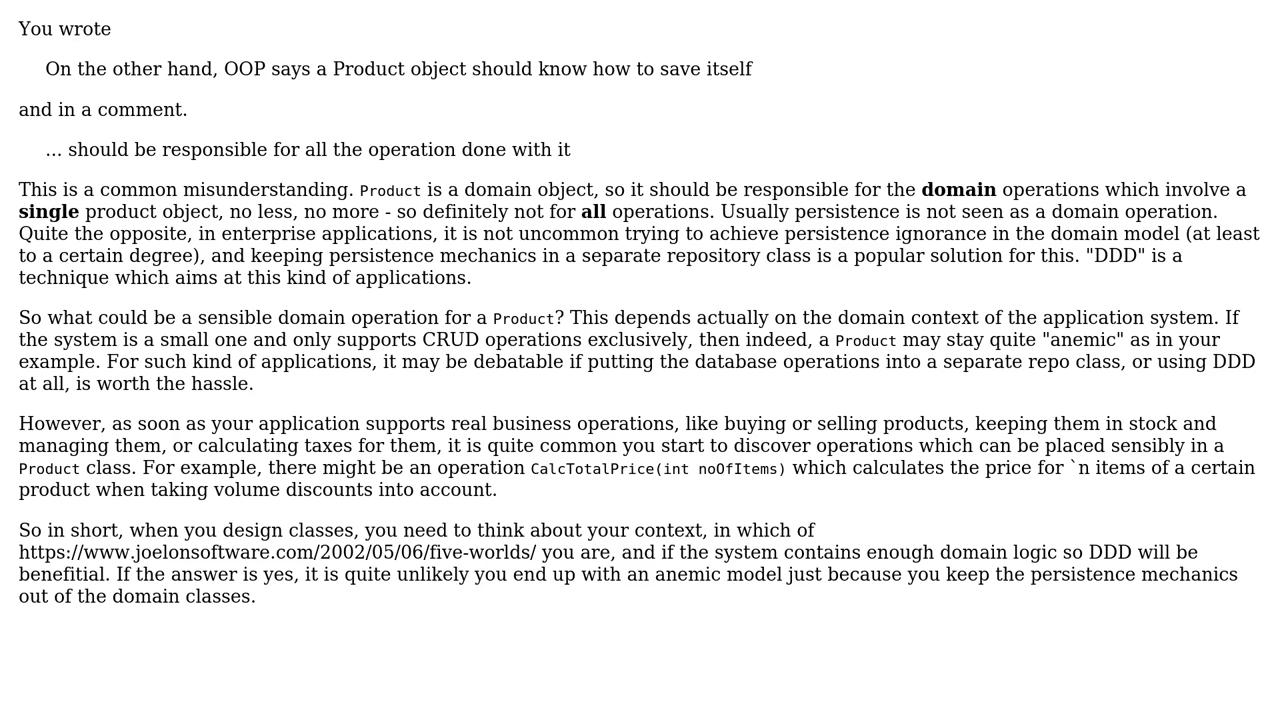 You wrote
On the other hand, OOP says a Product object should know how to save itself
and in a comment.
... should be responsible for all the operation done with it
This is a common misunderstanding. Product is a domain object, so it should be responsible for the domain operations which involve a
single product object, no less, no more - so definitely not for all operations. Usually persistence is not seen as a domain operation.
Quite the opposite, in enterprise applications, it is not uncommon trying to achieve persistence ignorance in the domain model (at least
to a certain degree), and keeping persistence mechanics in a separate repository class is a popular solution for this. "DDD" is a
technique which aims at this kind of applications.
So what could be a sensible domain operation for a Product? This depends actually on the domain context of the application system. If
the system is a small one and only supports CRUD operations exclusively, then indeed, a Product may stay quite "anemic" as in your
example. For such kind of applications, it may be debatable if putting the database operations into a separate repo class, or using DDD
at all, is worth the hassle.
However, as soon as your application supports real business operations, like buying or selling products, keeping them in stock and
managing them, or calculating taxes for them, it is quite common you start to discover operations which can be placed sensibly in a
Product class. For example, there might be an operation CalcTotalPrice(int noOfItems) which calculates the price for `n items of a certain
product when taking volume discounts into account.
So in short, when you design classes, you need to think about your context, in which of
https://www.joelonsoftware.com/2002/05/06/five-worlds/ you are, and if the system contains enough domain logic so DDD will be
benefitial. If the answer is yes, it is quite unlikely you end up with an anemic model just because you keep the persistence mechanics
out of the domain classes.